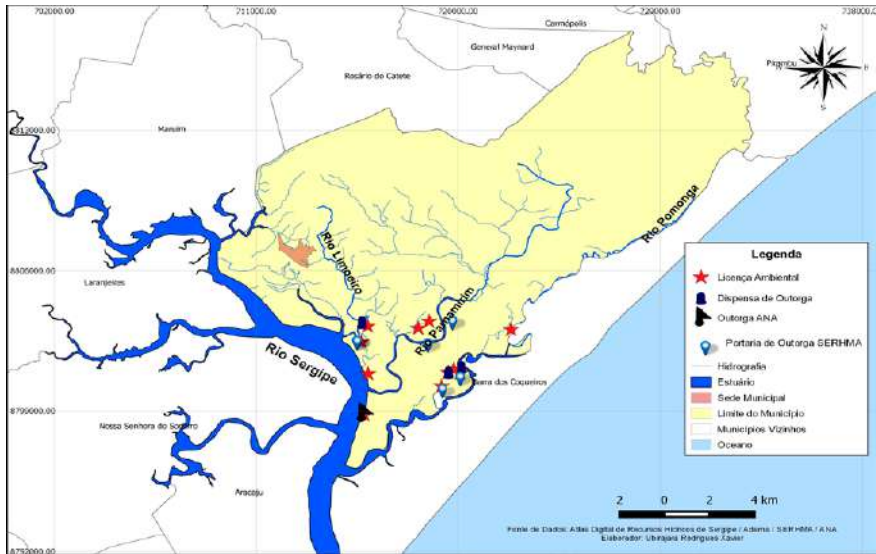 702000.00
711000.00
720000.00
729000.00
738000.00
Carmópolis
General Maynard
Rosário do Catete
Pirambu
N
8812000.00
Maruim
Rio Pomonga
Rio Limoeiro
Legenda
8805000.00
Laranjeiras
Licença Ambiental
Dispensa de Outorga
Outorga ANA
Rio Parnamirim
Portaria de Outorga SERHMA
Rio Sergipe
Hidrografia
Estuário
Barra dos Coqueiros
Sede Municipal
Limite do Município
8798000.00
Municípios Vizinhos
Nossa Senhora do Socorro
Oceano
Aracaju
2 0 2 4 km
Fonte de Dados: Atlas Digital de Recursos Hídricos de Sergipe / Adema / SERHMA / ANA
Elaborador: Ubirajara Rodrigues Xavier